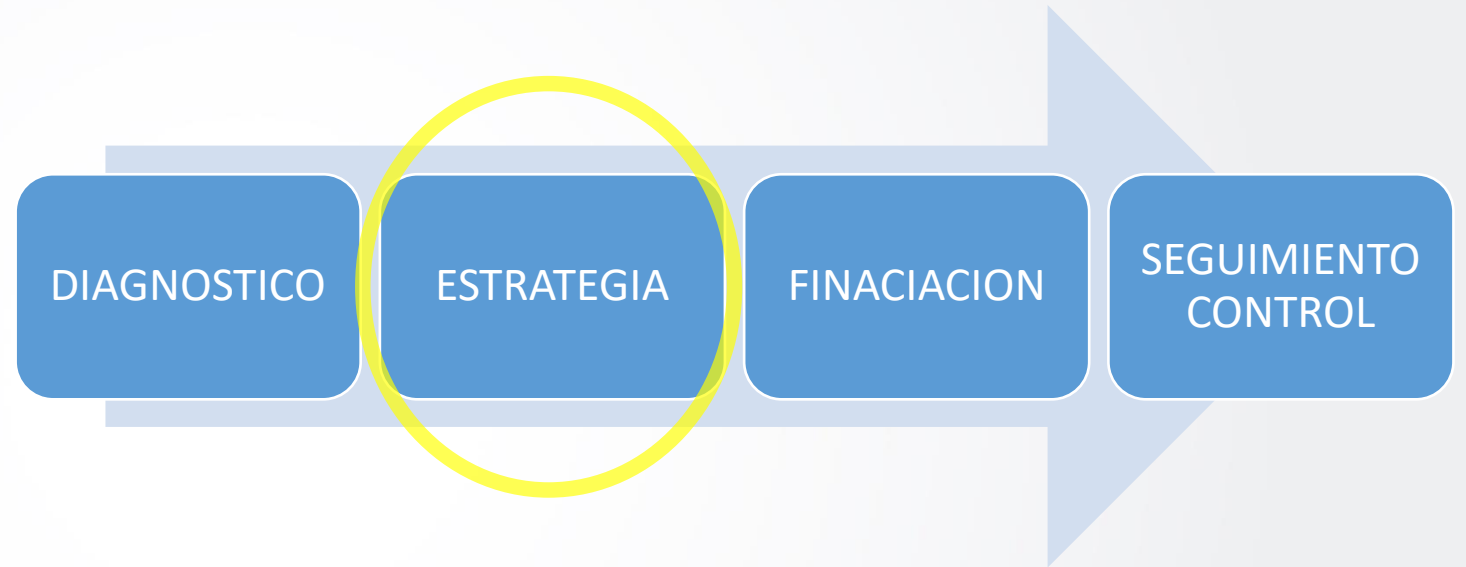 DIAGNOSTICO
ESTRATEGIA
FINACIACION
SEGUIMIENTO
CONTROL